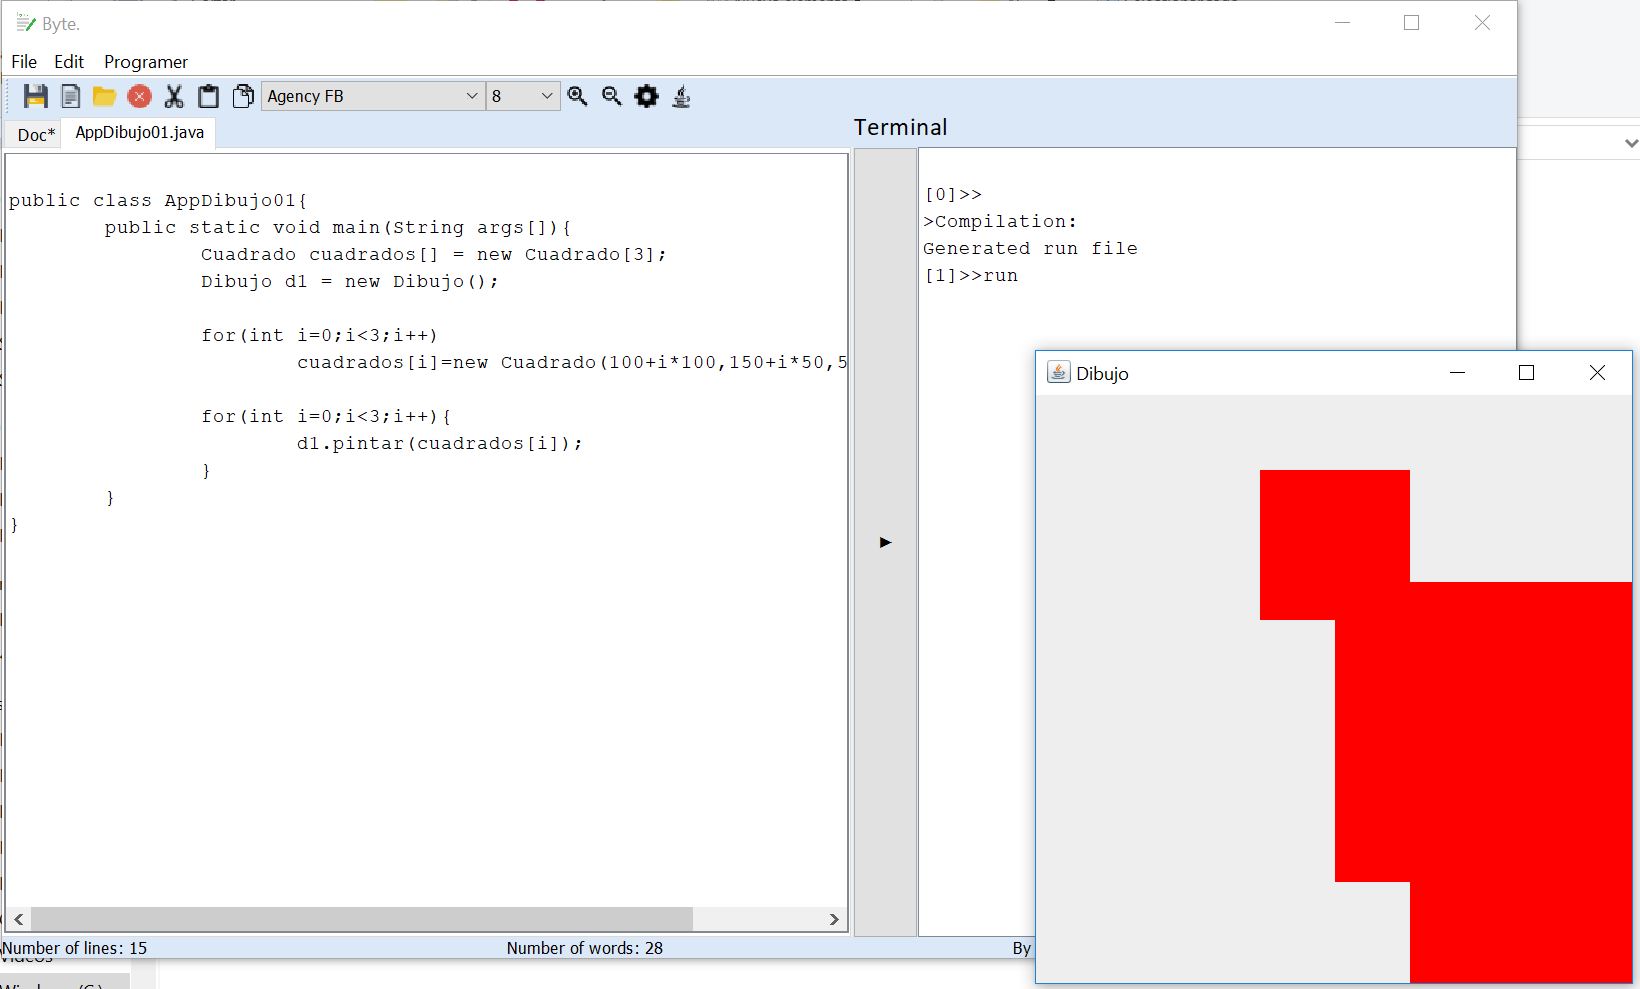 Byte.
File Edit Programer
Agency FB 8
Doc* AppDibujo01.java
public class AppDibujo01{
public static void main(String args[]){
Cuadrado cuadrados[] = new Cuadrado[3];
Dibujo d1 = new Dibujo();
for(int i=0;i<3;i++)
cuadrados[i]=new Cuadrado(100+i*100,150+i*50,5
for(int i=0;i<3;i++){
d1.pintar(cuadrados[i]);
}
}
}
Number of lines: 15
Number of words: 28
By
Terminal
[0]>>
>Compilation:
Generated run file
[1]>>run
Dibujo